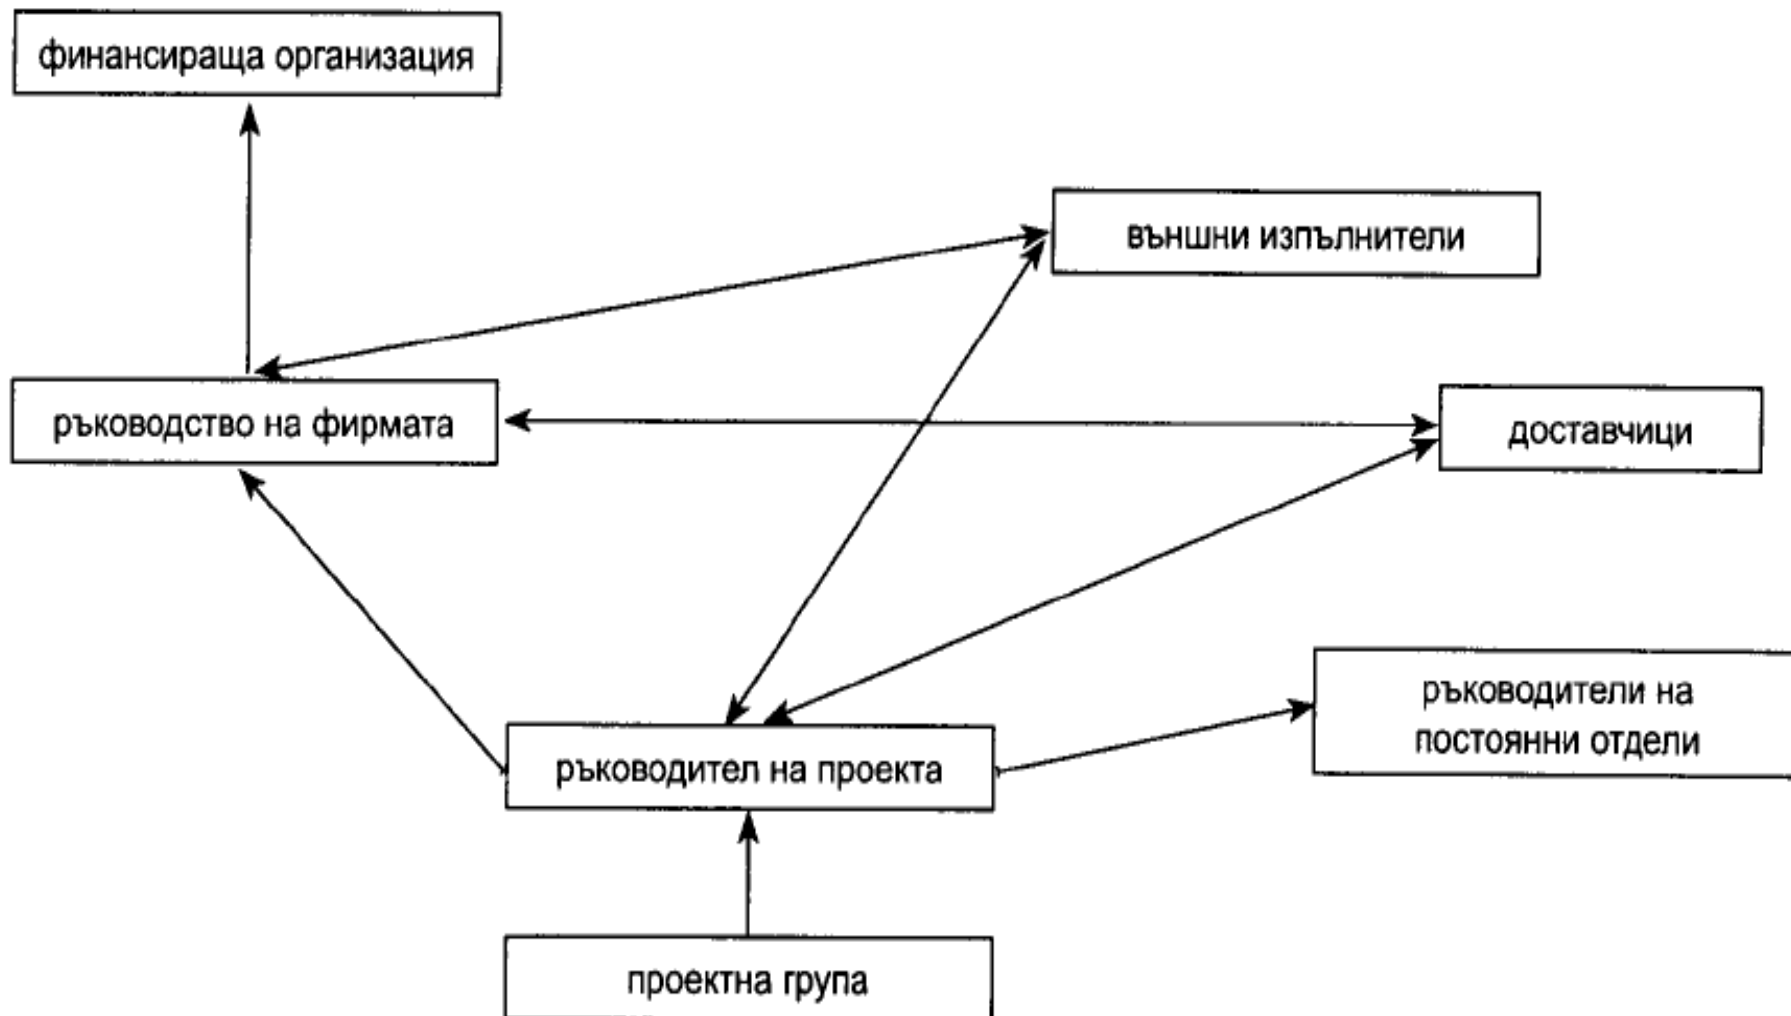 финансираща организация
външни изпълнители
ръководство на фирмата
доставчици
ръководители на
постоянни отдели
ръководител на проекта
проектна група